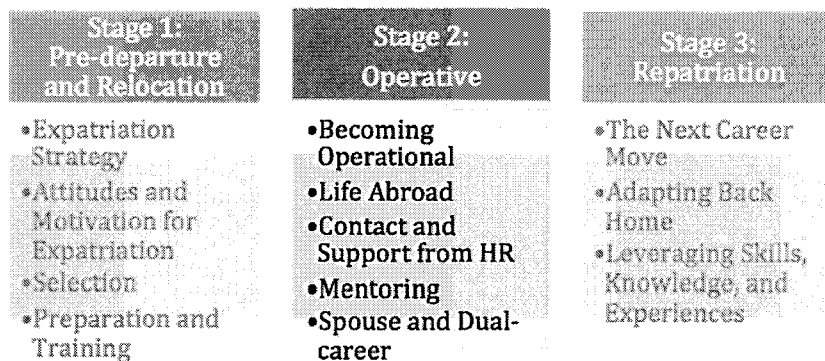 Stage 1:
Pre-departure
and Relocation
•Expatriation
Strategy
•Attitudes and
Motivation for
Expatriation
•Selection
•Preparation and
Training
Stage 2:
Operative
•Becoming
Operational
•Life Abroad
•Contact and
Support from HR
•Mentoring
•Spouse and Dual-
career
Stage 3:
Repatriation
•The Next Career
Move
•Adapting Back
Home
•Leveraging Skills,
Knowledge, and
Experiences